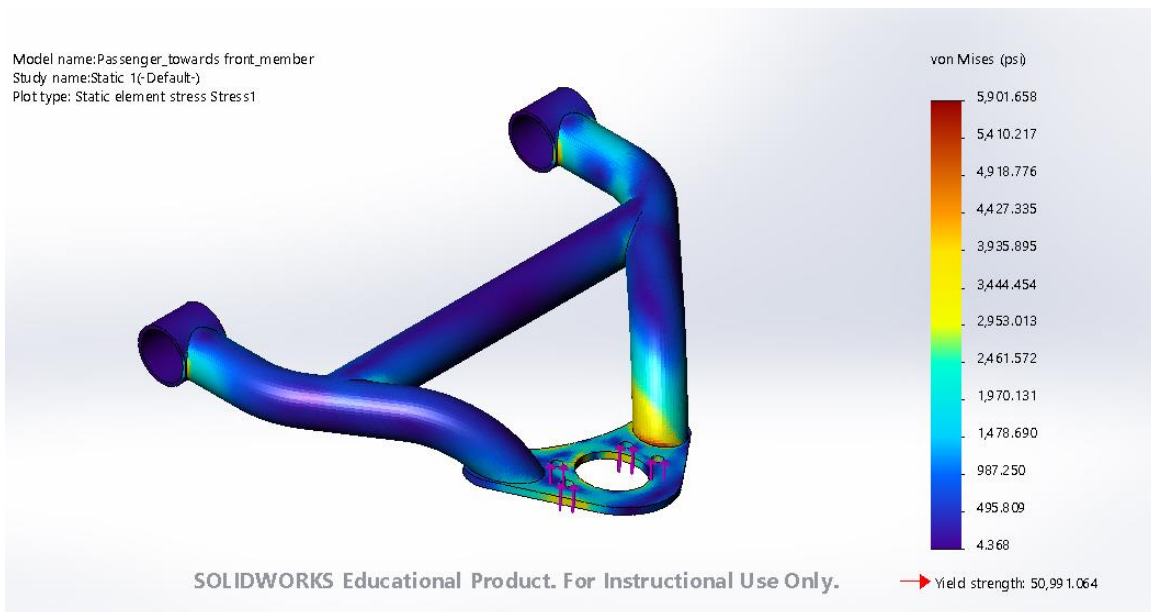 Model name:Passenger_towards front_member
Study name:Static 1(-Default-)
Plot type: Static element stress Stress1
von Mises (psi)
5,901.658
5,410.217
4,918.776
4,427.335
3,935.895
3,444.454
2,953.013
2,461.572
1,970.131
1,478.690
987.250
495.809
4.368
Yield strength: 50,991.064
SOLIDWORKS Educational Product. For Instructional Use Only.